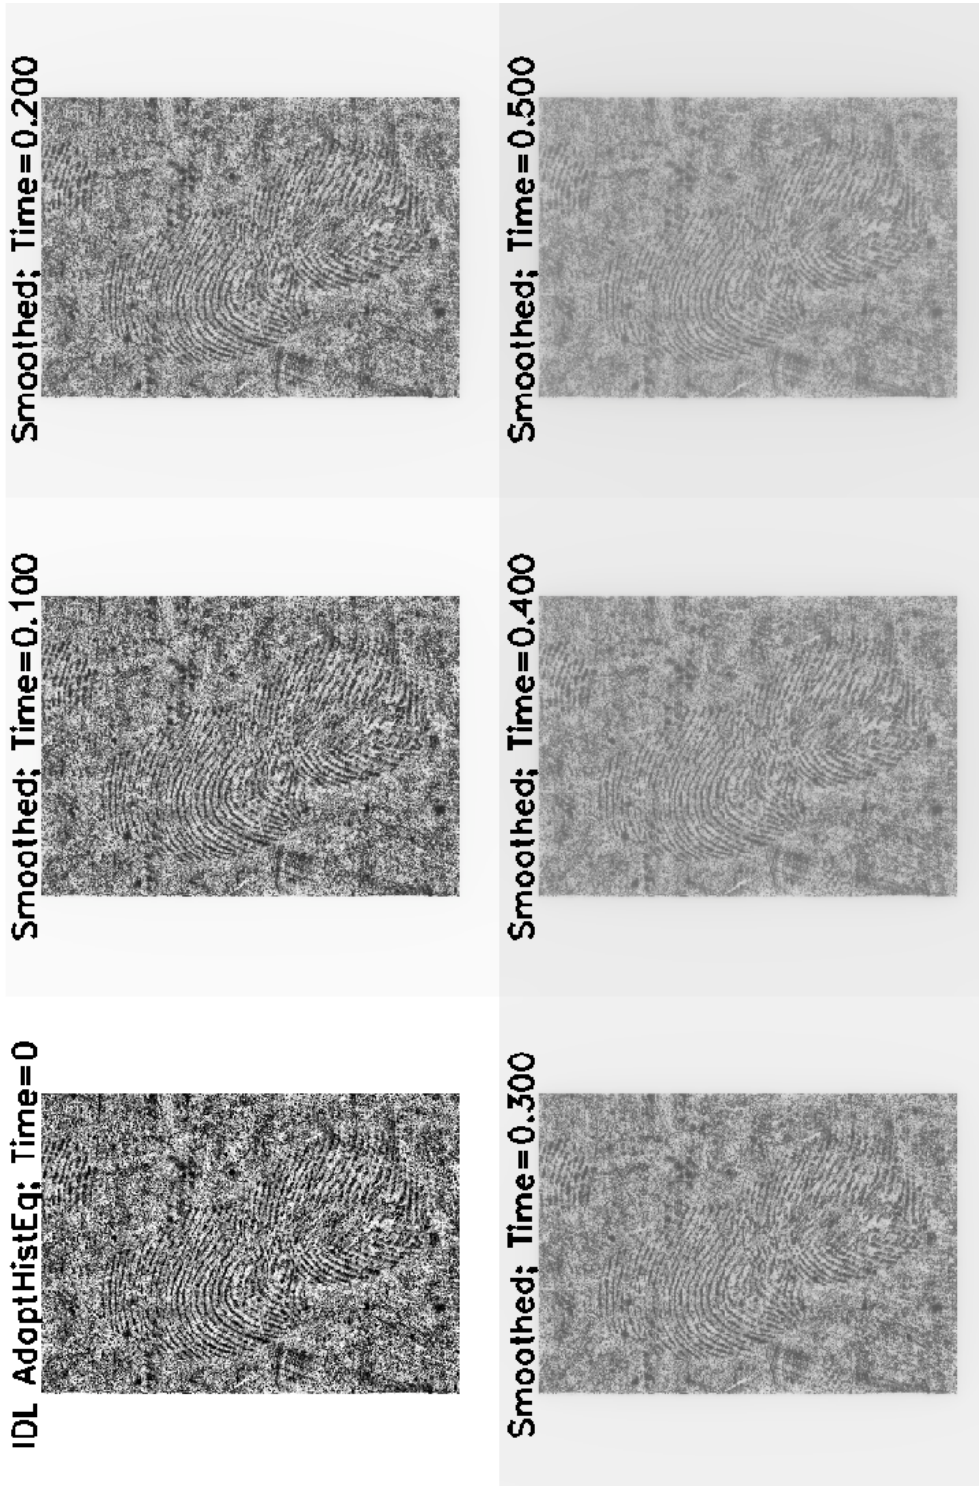 IDL AdaptHistEq; Time=0
Smoothed; Time=0.100
Smoothed; Time=0.200
Smoothed; Time=0.300
Smoothed; Time=0.400
Smoothed; Time=0.500